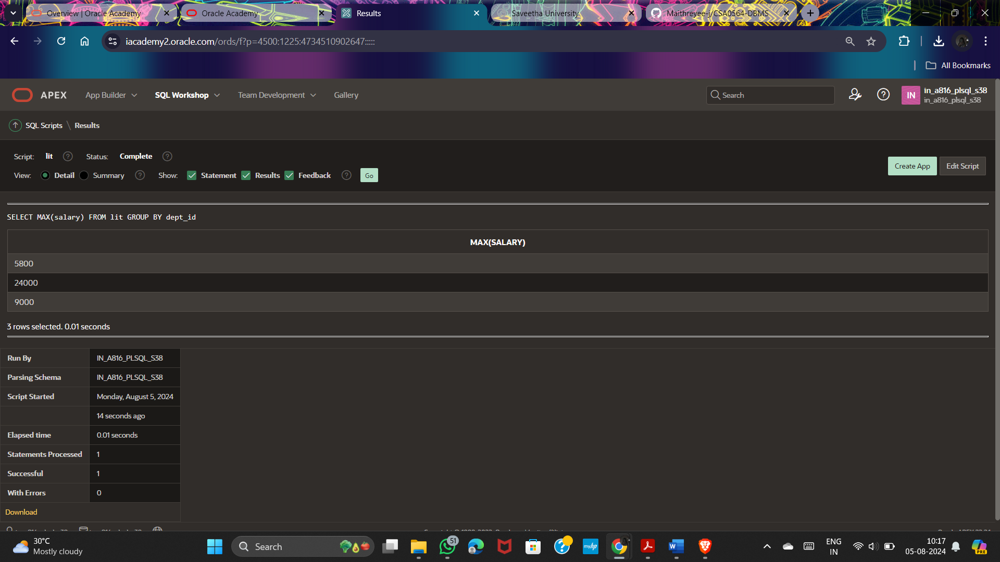 Overview | Oracle Academy
Oracle Academy
Results
Saveetha University
Maithreyee-j/CSA0564-DBMS
iacademy2.oracle.com/ords/f?p=4500:1225:4734510902647:::::
All Bookmarks
APEX App Builder SQL Workshop Team Development Gallery Search IN in_a816_plsql_s38
in_a816_plsql_s38
SQL Scripts \ Results
Script: lit ? Status: Complete ?
View: Detail Summary ? Show: Statement Results Feedback ? Go
Create App Edit Script
SELECT MAX(salary) FROM lit GROUP BY dept_id
MAX(SALARY)
5800
24000
9000
3 rows selected. 0.01 seconds
Run By IN_A816_PLSQL_S38
Parsing Schema IN_A816_PLSQL_S38
Script Started Monday, August 5, 2024
14 seconds ago
Elapsed time 0.01 seconds
Statements Processed 1
Successful 1
With Errors 0
Download
30°C
Mostly cloudy
Search
51
myhp
W
ENG
IN
10:17
05-08-2024
PRE